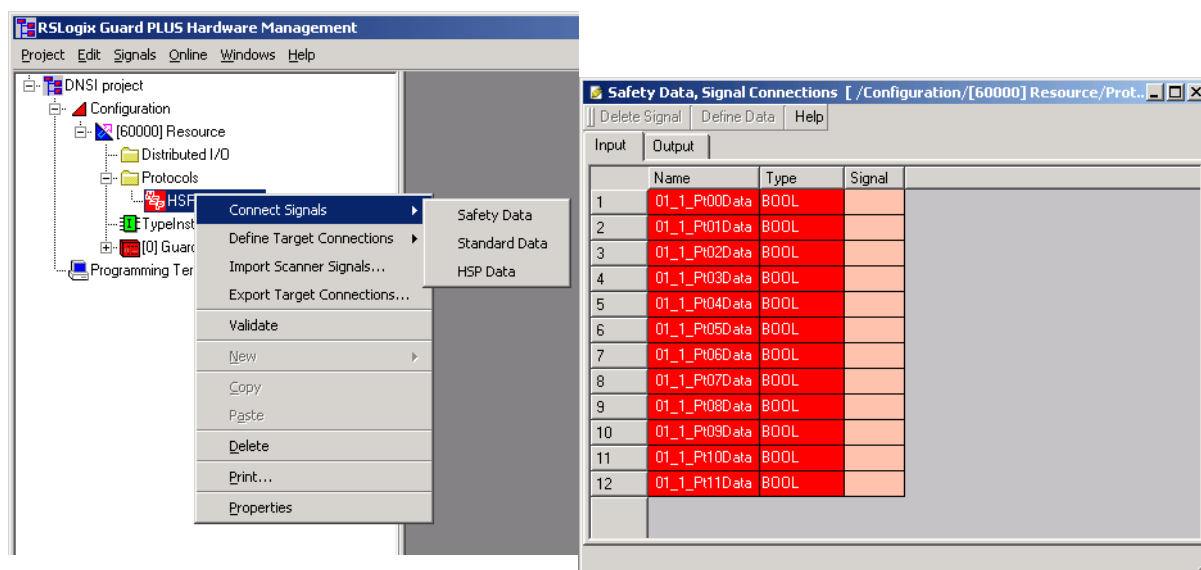 RSLogix Guard PLUS Hardware Management
Project Edit Signals Online Windows Help
DNSI project
Configuration
[60000] Resource
Distributed I/O
Protocols
HSP
TypeInst
[0] Guard
Programming Ter
Connect Signals
Define Target Connections
Import Scanner Signals...
Export Target Connections...
Validate
New
Copy
Paste
Delete
Print...
Properties
Safety Data
Standard Data
HSP Data
Safety Data, Signal Connections [ /Configuration/[60000] Resource/Prot...
Delete Signal Define Data Help
Input Output
Name Type Signal
1 01_1_Pt00Data BOOL
2 01_1_Pt01Data BOOL
3 01_1_Pt02Data BOOL
4 01_1_Pt03Data BOOL
5 01_1_Pt04Data BOOL
6 01_1_Pt05Data BOOL
7 01_1_Pt06Data BOOL
8 01_1_Pt07Data BOOL
9 01_1_Pt08Data BOOL
10 01_1_Pt09Data BOOL
11 01_1_Pt10Data BOOL
12 01_1_Pt11Data BOOL